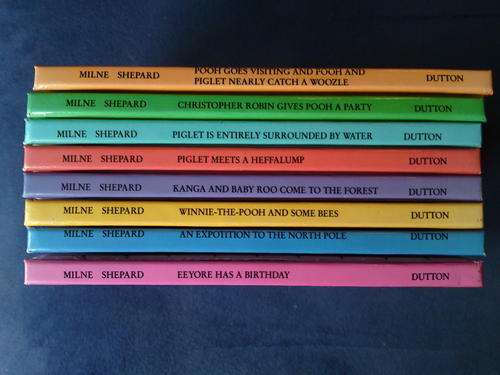 MILNE SHEPARD POOH GOES VISITING AND POOH AND
PIGLET NEARLY CATCH A WOOZLE DUTTON
MILNE SHEPARD CHRISTOPHER ROBIN GIVES POOH A PARTY DUTTON
MILNE SHEPARD PIGLET IS ENTIRELY SURROUNDED BY WATER DUTTON
MILNE SHEPARD PIGLET MEETS A HEFFALUMP DUTTON
MILNE SHEPARD KANGA AND BABY ROO COME TO THE FOREST DUTTON
MILNE SHEPARD WINNIE-THE-POOH AND SOME BEES DUTTON
MILNE SHEPARD AN EXPOTITION TO THE NORTH POLE DUTTON
MILNE SHEPARD EEYORE HAS A BIRTHDAY DUTTON